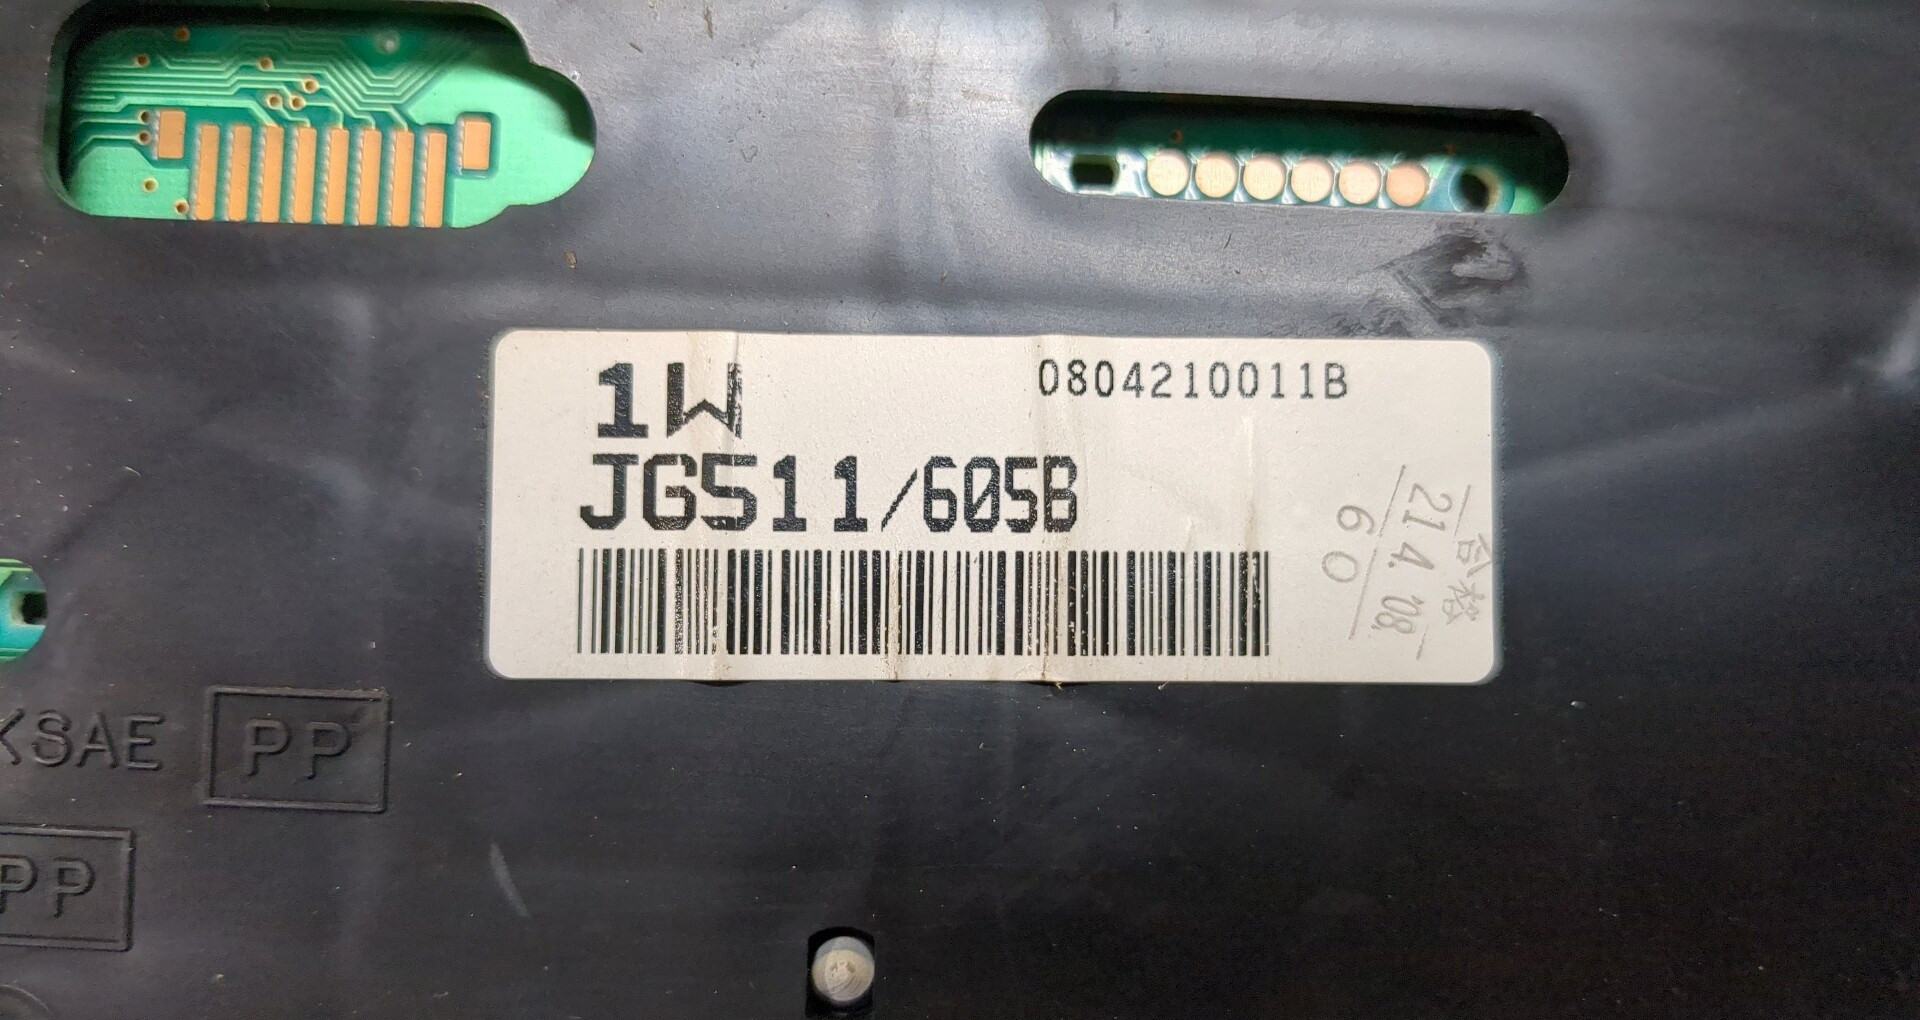 1W
0804210011B
JG511/605B
合格
21 4. '08.
60
KSAE
PP
PP